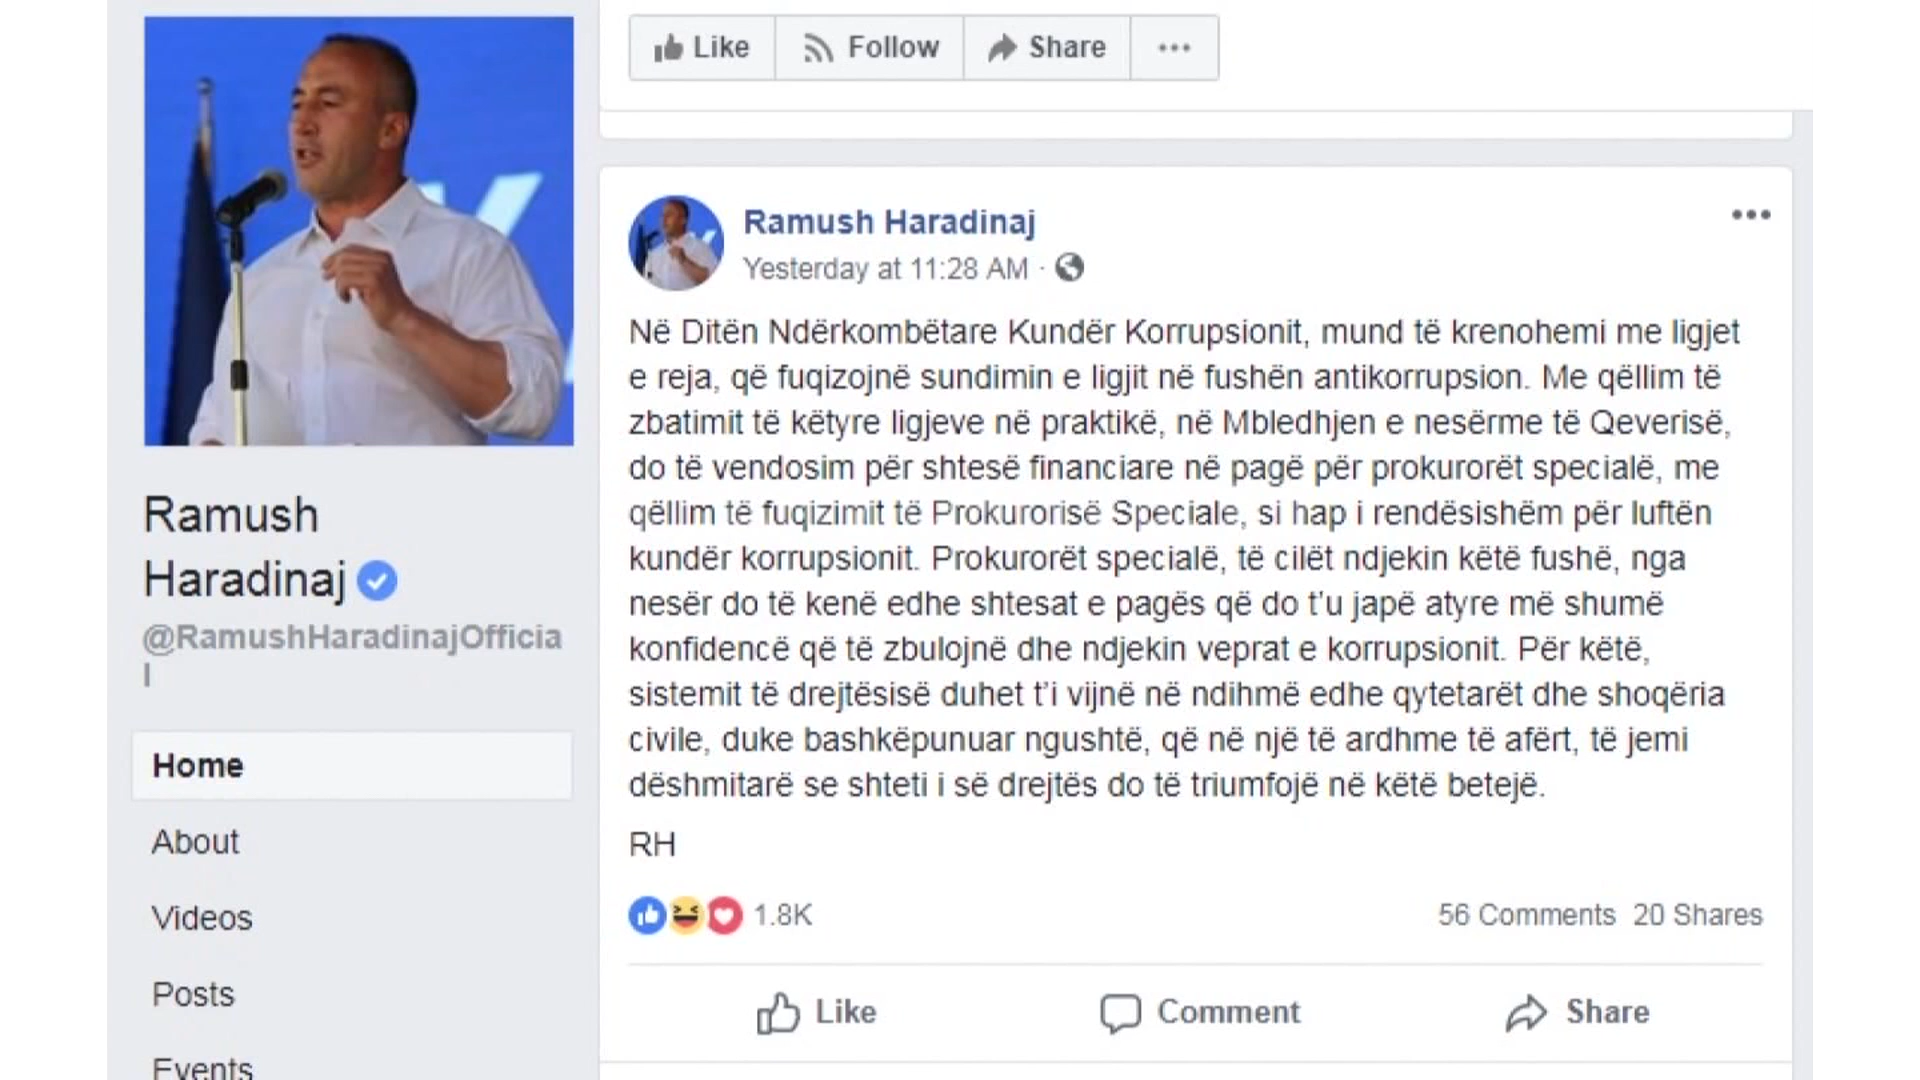 Like
Follow
Share
Ramush Haradinaj
Yesterday at 11:28 AM ·
Në Ditën Ndërkombëtare Kundër Korrupsionit, mund të krenohemi me ligjet
e reja, që fuqizojnë sundimin e ligjit në fushën antikorrupsion. Me qëllim të
zbatimit të këtyre ligjeve në praktikë, në Mbledhjen e nesërme të Qeverisë,
do të vendosim për shtesë financiare në pagë për prokurorët specialë, me
qëllim të fuqizimit të Prokurorisë Speciale, si hap i rendësishëm për luftën
kundër korrupsionit. Prokurorët specialë, të cilët ndjekin këtë fushë, nga
nesër do të kenë edhe shtesat e pagës që do t’u japë atyre më shumë
konfidencë që të zbulojnë dhe ndjekin veprat e korrupsionit. Për këtë,
sistemit të drejtësisë duhet t’i vijnë në ndihmë edhe qytetarët dhe shoqëria
civile, duke bashkëpunuar ngushtë, që në një të ardhme të afërt, të jemi
dëshmitarë se shteti i së drejtës do të triumfojë në këtë betejë.
RH
1.8K
56 Comments 20 Shares
Like
Comment
Share
Ramush
Haradinaj
@RamushHaradinajOfficia
l
Home
About
Videos
Posts
Events